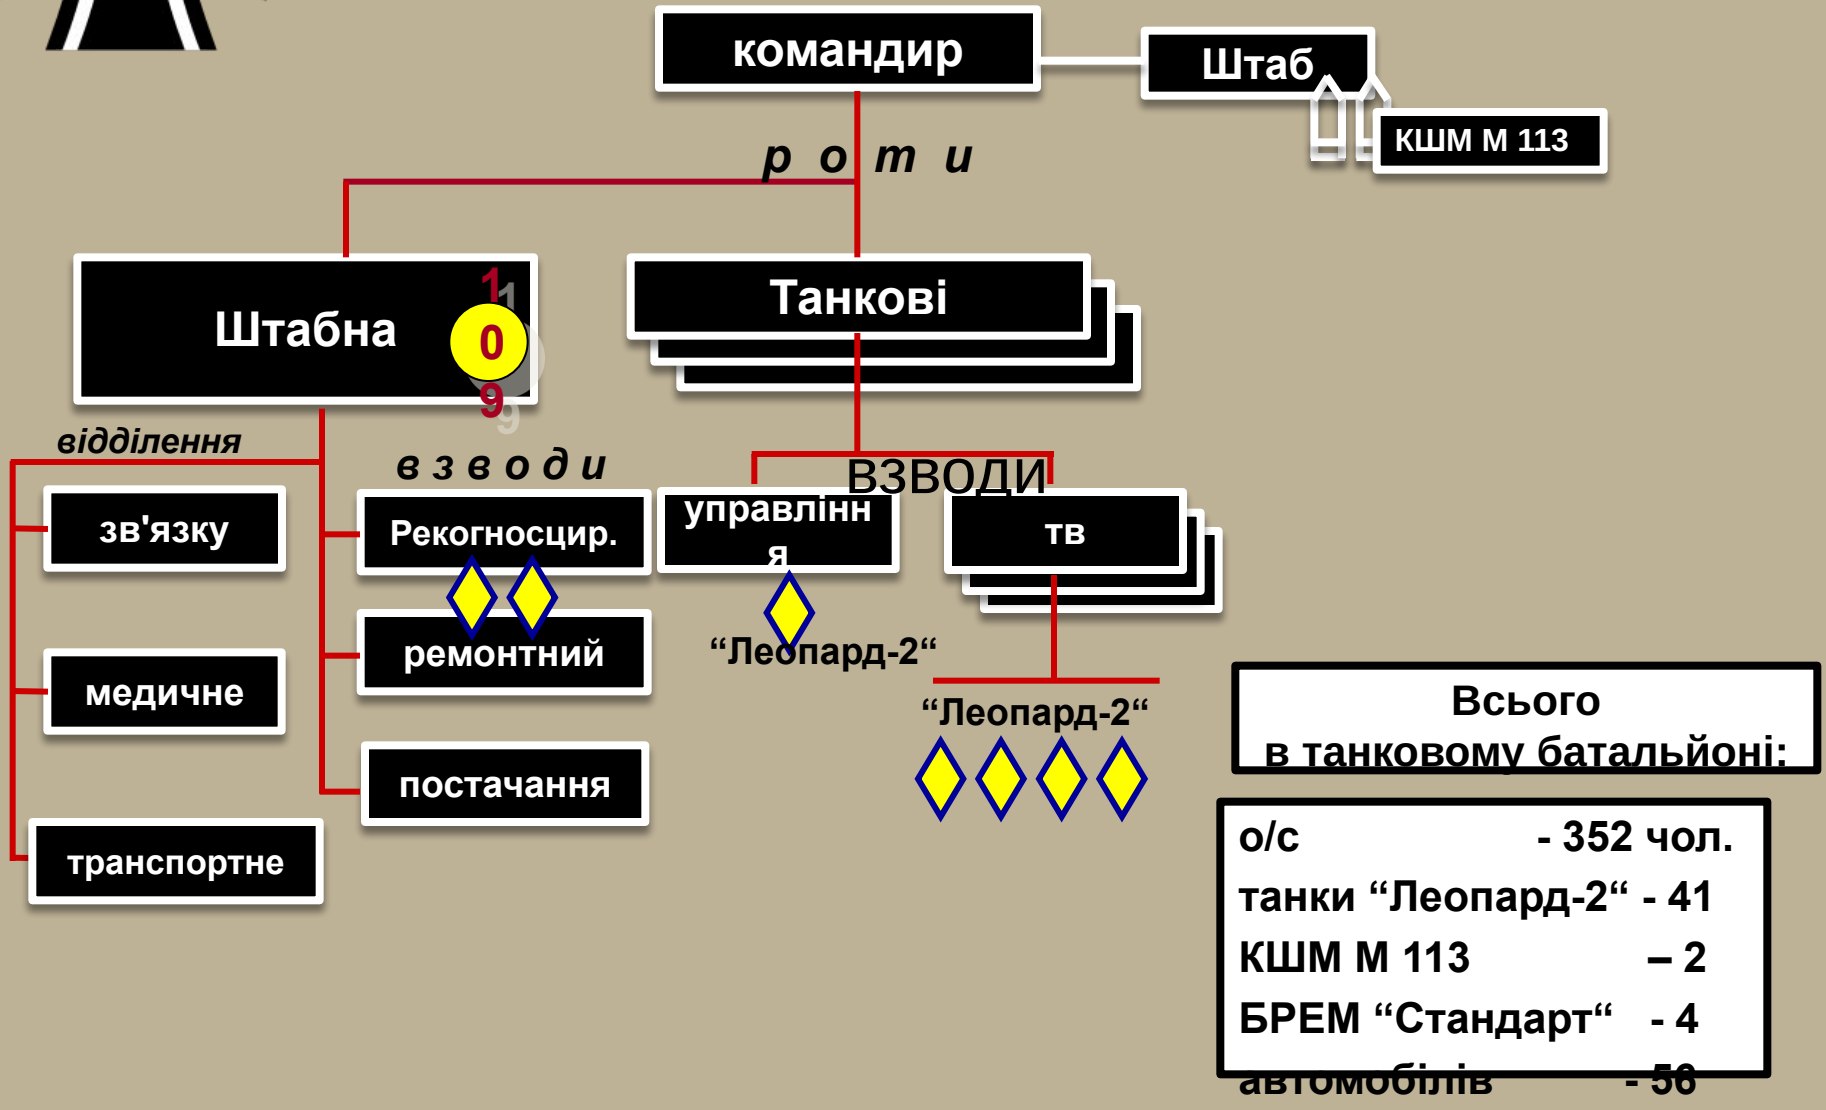 командир
Штаб
КШМ М 113
р о т и
Штабна
1
0
9
Танкові
відділення
в з в о д и
взводи
зв'язку
Рекогносцир.
управлінн
я
тв
медичне
ремонтний
“Леопард-2“
“Леопард-2“
постачання
транспортне
Всього
в танковому батальйоні:
о/с - 352 чол.
танки “Леопард-2“ - 41
КШМ М 113 – 2
БРЕМ “Стандарт“ - 4
автомобілів - 56